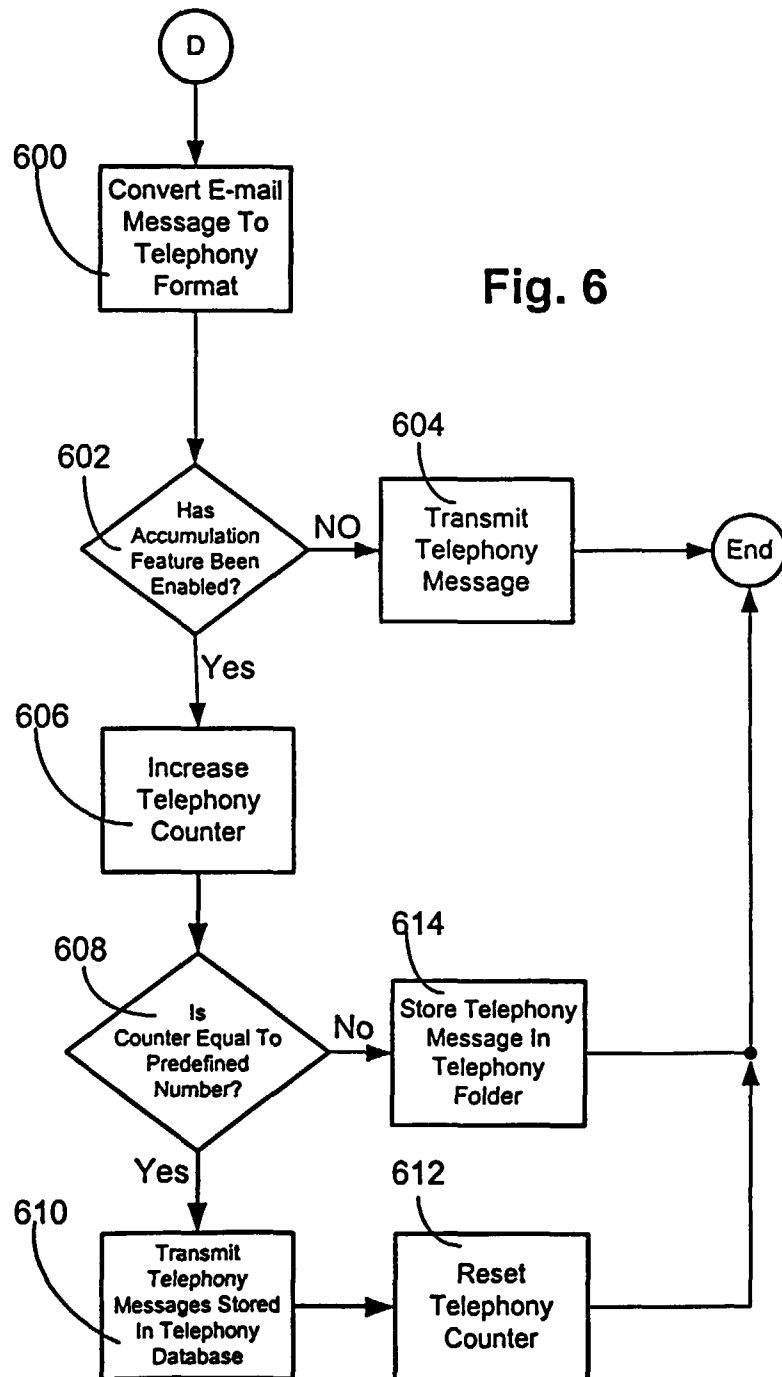 D
600
Convert E-mail
Message To
Telephony
Format
Fig. 6
602
Has
Accumulation
Feature Been
Enabled?
NO
604
Transmit
Telephony
Message
End
Yes
606
Increase
Telephony
Counter
608
Is
Counter Equal To
Predefined
Number?
No
614
Store Telephony
Message In
Telephony
Folder
Yes
610
Transmit
Telephony
Messages Stored
In Telephony
Database
612
Reset
Telephony
Counter